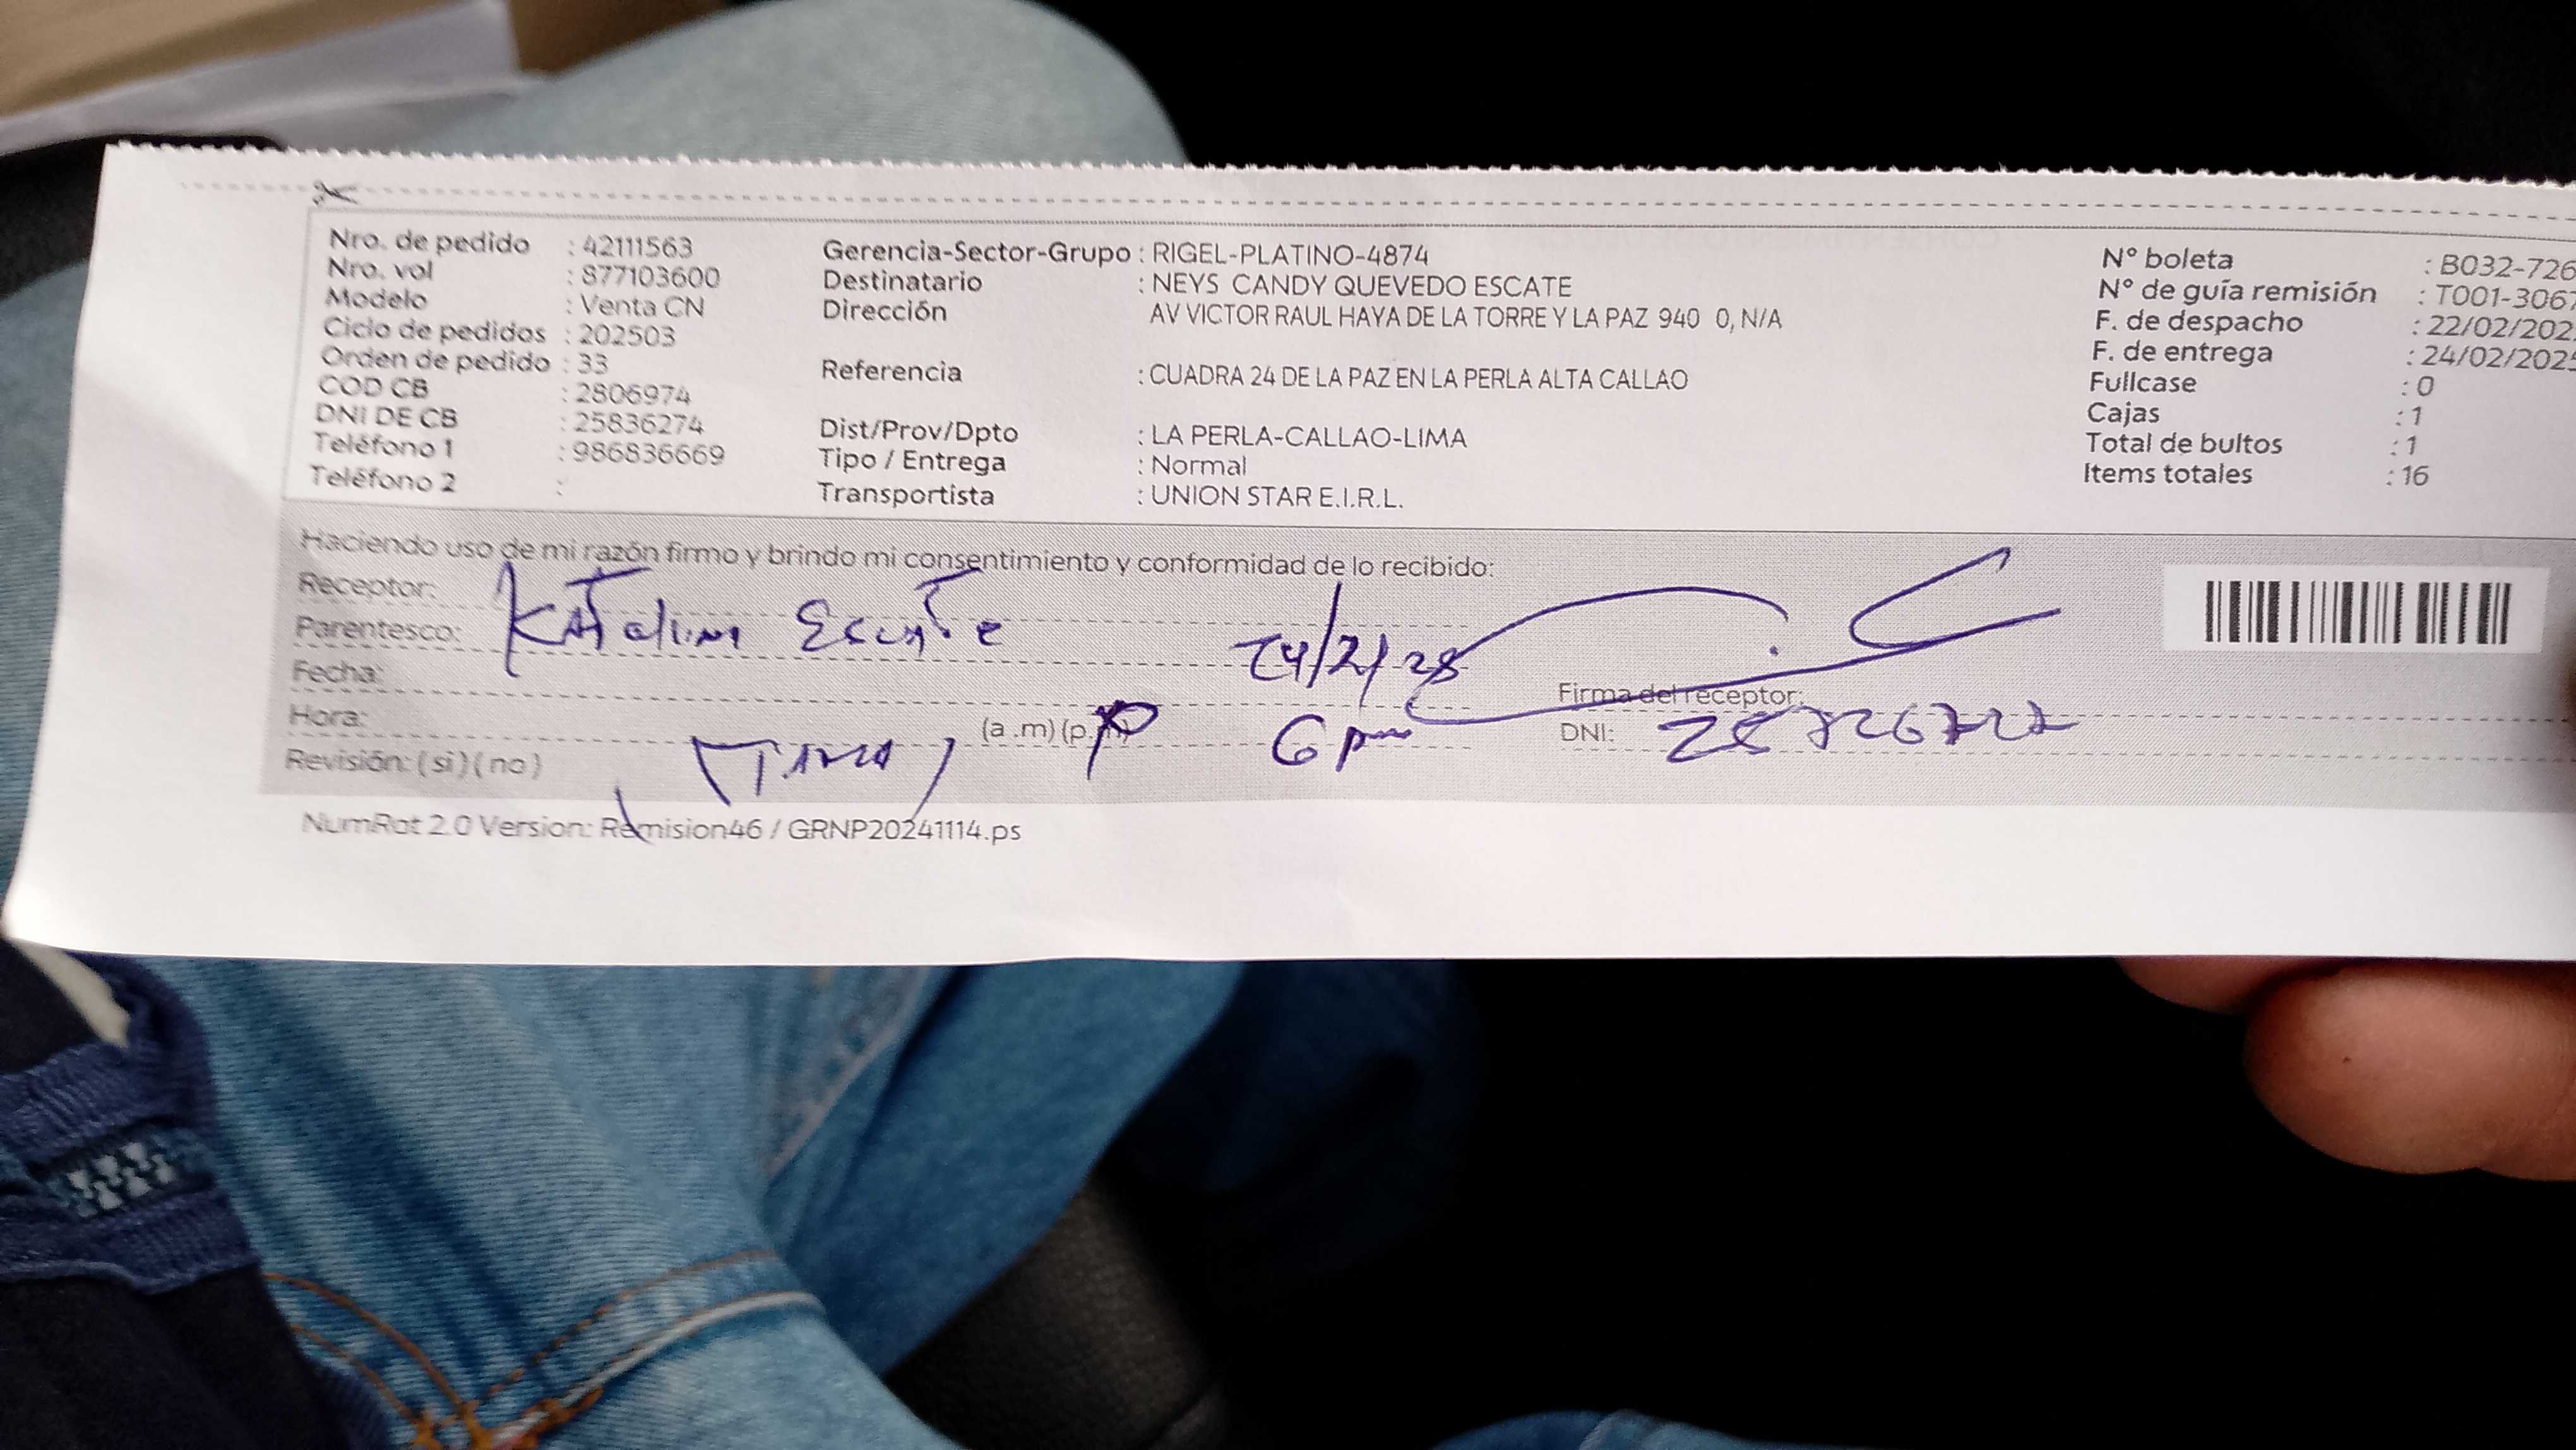 Nro. de pedido : 42111563
Nro. vol : 877103600
Modelo : Venta CN
Ciclo de pedidos : 202503
Orden de pedido : 33
COD CB : 2806974
DNI DE CB : 25836274
Teléfono 1 : 986836669
Teléfono 2 :
Gerencia-Sector-Grupo : RIGEL-PLATINO-4874
Destinatario : NEYS CANDY QUEVEDO ESCATE
Dirección AV VICTOR RAUL HAYA DE LA TORRE Y LA PAZ 940 0, N/A
Referencia : CUADRA 24 DE LA PAZ EN LA PERLA ALTA CALLAO
Dist/Prov/Dpto : LA PERLA-CALLAO-LIMA
Tipo / Entrega : Normal
Transportista : UNION STAR E.I.R.L.
N° boleta : B032-726
N° de guía remisión : T001-3067
F. de despacho : 22/02/202
F. de entrega : 24/02/2025
Fullcase : 0
Cajas : 1
Total de bultos : 1
Items totales : 16
Haciendo uso de mi razón firmo y brindo mi consentimiento y conformidad de lo recibido:
Receptor:
Parentesco: Escate
Fecha:
Hora: (a.m) (p.m) 6 pm
Revisión: ( si ) ( no )
Firma del receptor:
DNI:
NumRot 2.0 Version: Remision46 / GRNP20241114.ps